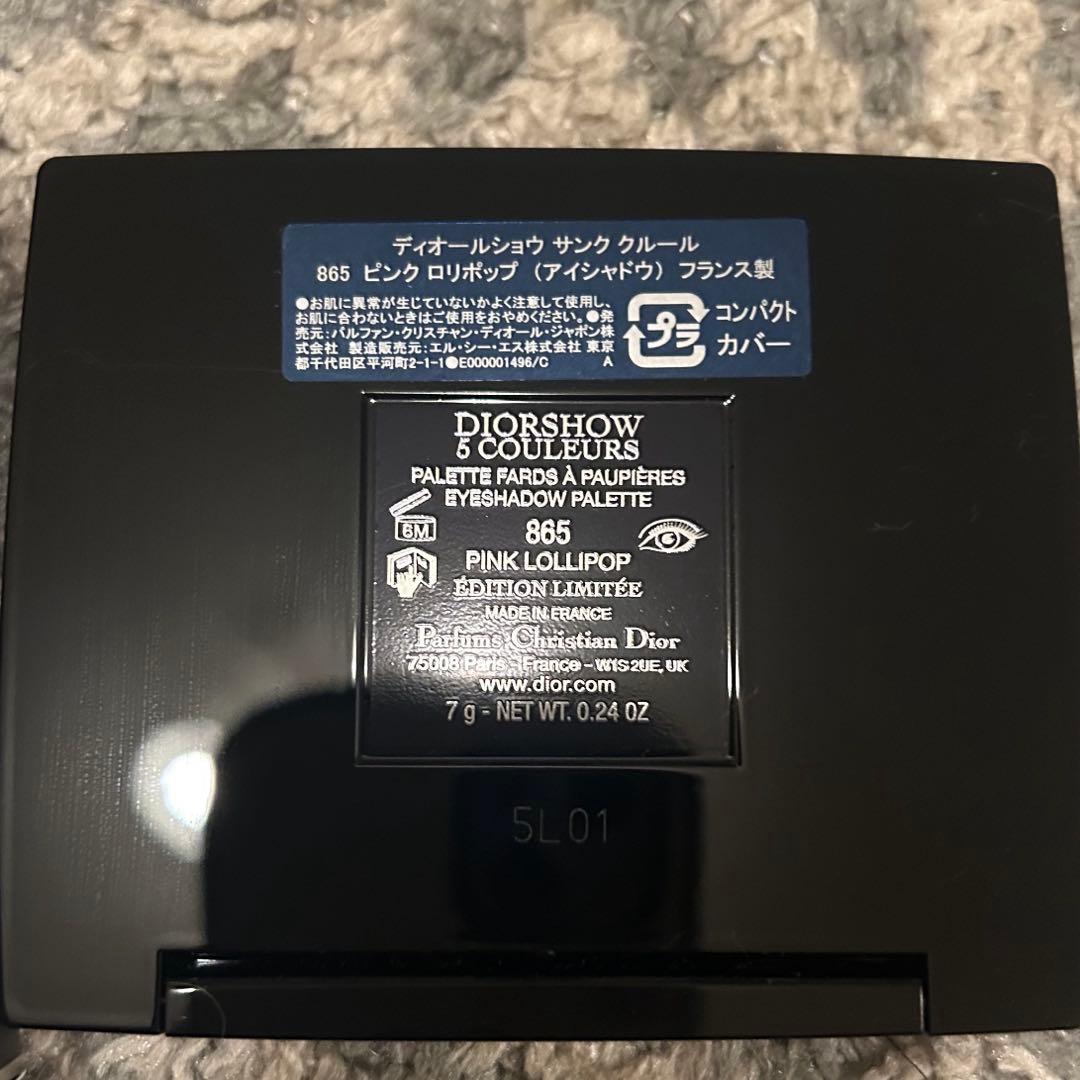 ディオールショウ サンク クルール
865 ピンク ロリポップ （アイシャドウ） フランス製
●お肌に異常が生じていないかよく注意して使用し、
お肌に合わないときはご使用をおやめください。●発
売元：パルファン・クリスチャン・ディオール・ジャポン株
式会社 製造販売元：エル・シー・エス株式会社 東京
都千代田区平河町2-1-1●E000001496/C A
プラ
コンパクト
カバー
DIORSHOW
5 COULEURS
PALETTE FARDS À PAUPIÈRES
EYESHADOW PALETTE
6M
865
PINK LOLLIPOP
ÉDITION LIMITÉE
MADE IN FRANCE
Parfums Christian Dior
75008 Paris - France - W1S 2UE, UK
www.dior.com
7 g - NET WT. 0.24 OZ
5L01